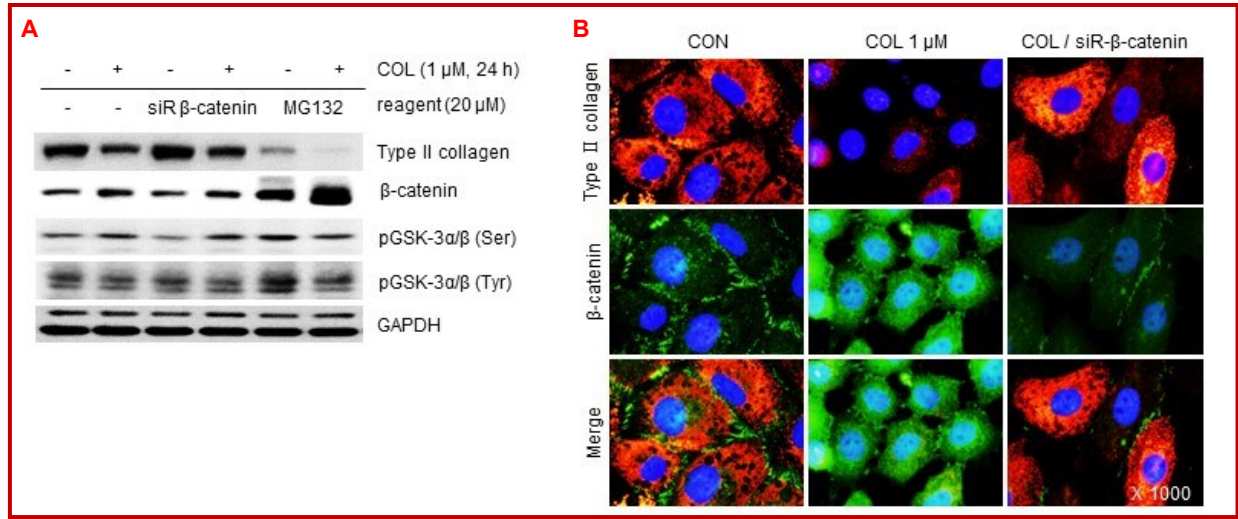 A
- + - + - + COL (1 µM, 24 h)
- - siR β-catenin MG132 reagent (20 µM)
Type II collagen
β-catenin
pGSK-3α/β (Ser)
pGSK-3α/β (Tyr)
GAPDH
B
CON COL 1 µM COL / siR-β-catenin
Type Ⅱ collagen
β-catenin
Merge
X 1000